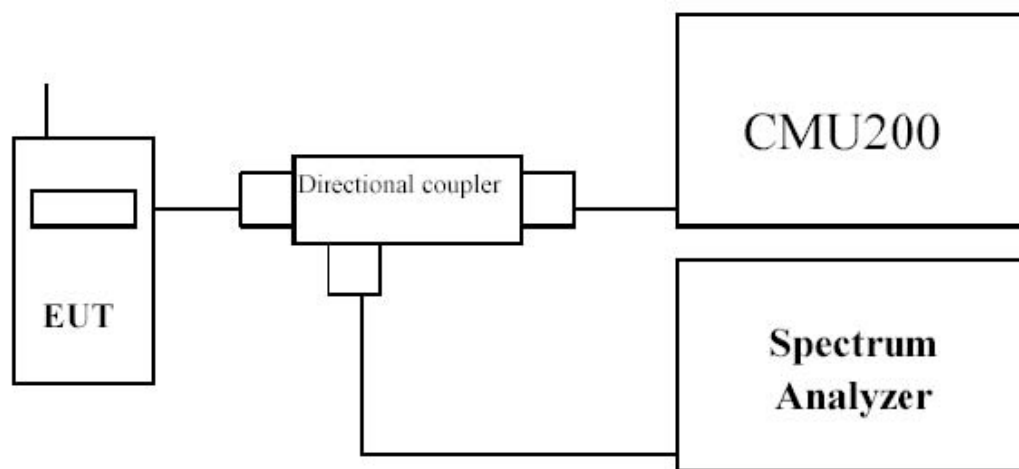 CMU200
Directional coupler
EUT
Spectrum
Analyzer